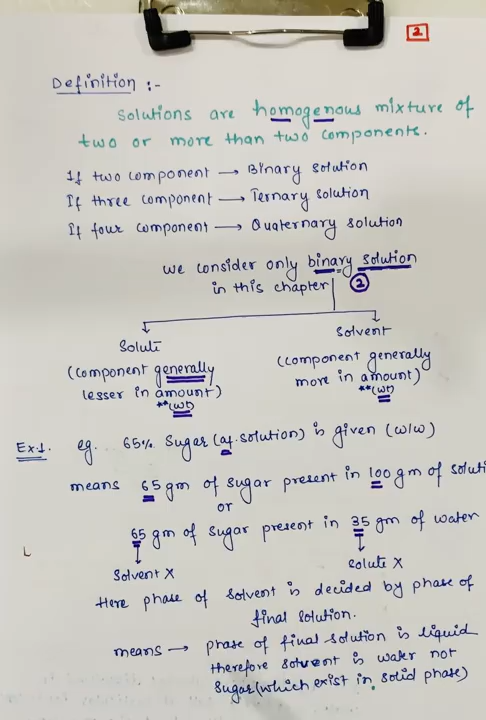 2
Definition :-
Solutions are homogenous mixture of
two or more than two components.
If two component → Binary solution
If three component → Ternary solution
If four component → Quaternary solution
we consider only binary solution
in this chapter 2
Solute Solvent
(component generally (component generally
lesser in amount) more in amount)
**(wt) **(wt)
Ex.1. eg. 65% Sugar (aq. solution) is given (w/w)
means 65 gm of sugar present in 100 gm of soluti
or
65 gm of sugar present in 35 gm of water
Solvent X Solute X
Here phase of solvent is decided by phase of
final solution.
means → phase of final solution is liquid
therefore solvent is water not
sugar (which exist in solid phase)